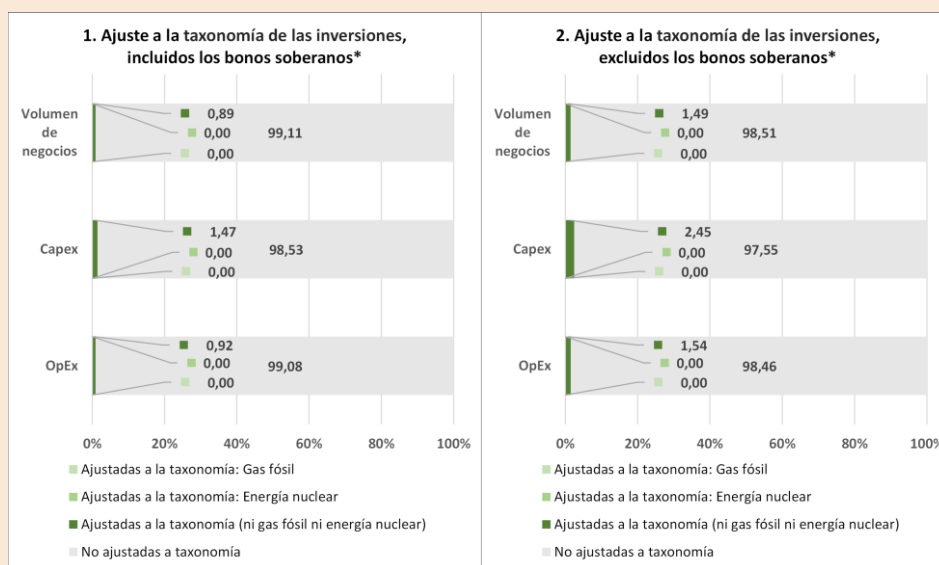 1. Ajuste a la taxonomía de las inversiones,
incluidos los bonos soberanos*
Volumen
de
negocios
0,89
0,00
0,00
99,11
Capex
1,47
0,00
0,00
98,53
OpEx
0,92
0,00
0,00
99,08
0% 20% 40% 60% 80% 100%
Ajustadas a la taxonomía: Gas fósil
Ajustadas a la taxonomía: Energía nuclear
Ajustadas a la taxonomía (ni gas fósil ni energía nuclear)
No ajustadas a taxonomía
2. Ajuste a la taxonomía de las inversiones,
excluidos los bonos soberanos*
Volumen
de
negocios
1,49
0,00
0,00
98,51
Capex
2,45
0,00
0,00
97,55
OpEx
1,54
0,00
0,00
98,46
0% 20% 40% 60% 80% 100%
Ajustadas a la taxonomía: Gas fósil
Ajustadas a la taxonomía: Energía nuclear
Ajustadas a la taxonomía (ni gas fósil ni energía nuclear)
No ajustadas a taxonomía